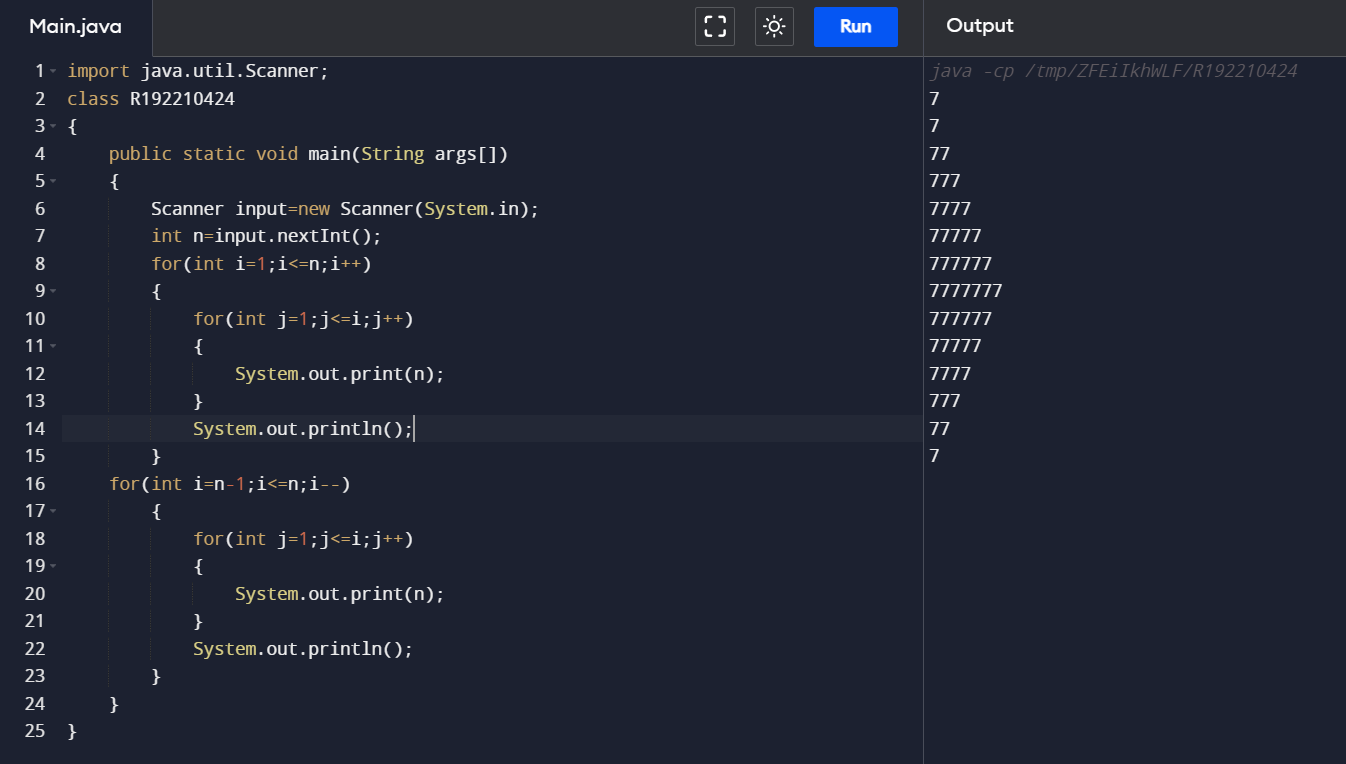 Main.java
Run
Output
1 import java.util.Scanner;
2 class R192210424
3 {
4     public static void main(String args[])
5     {
6         Scanner input=new Scanner(System.in);
7         int n=input.nextInt();
8         for(int i=1;i<=n;i++)
9         {
10             for(int j=1;j<=i;j++)
11             {
12                 System.out.print(n);
13             }
14             System.out.println();
15         }
16     for(int i=n-1;i<=n;i--)
17         {
18             for(int j=1;j<=i;j++)
19             {
20                 System.out.print(n);
21             }
22             System.out.println();
23         }
24     }
25 }
java -cp /tmp/ZFEiIkhWLF/R192210424
7
7
77
777
7777
77777
777777
7777777
777777
77777
7777
777
77
7